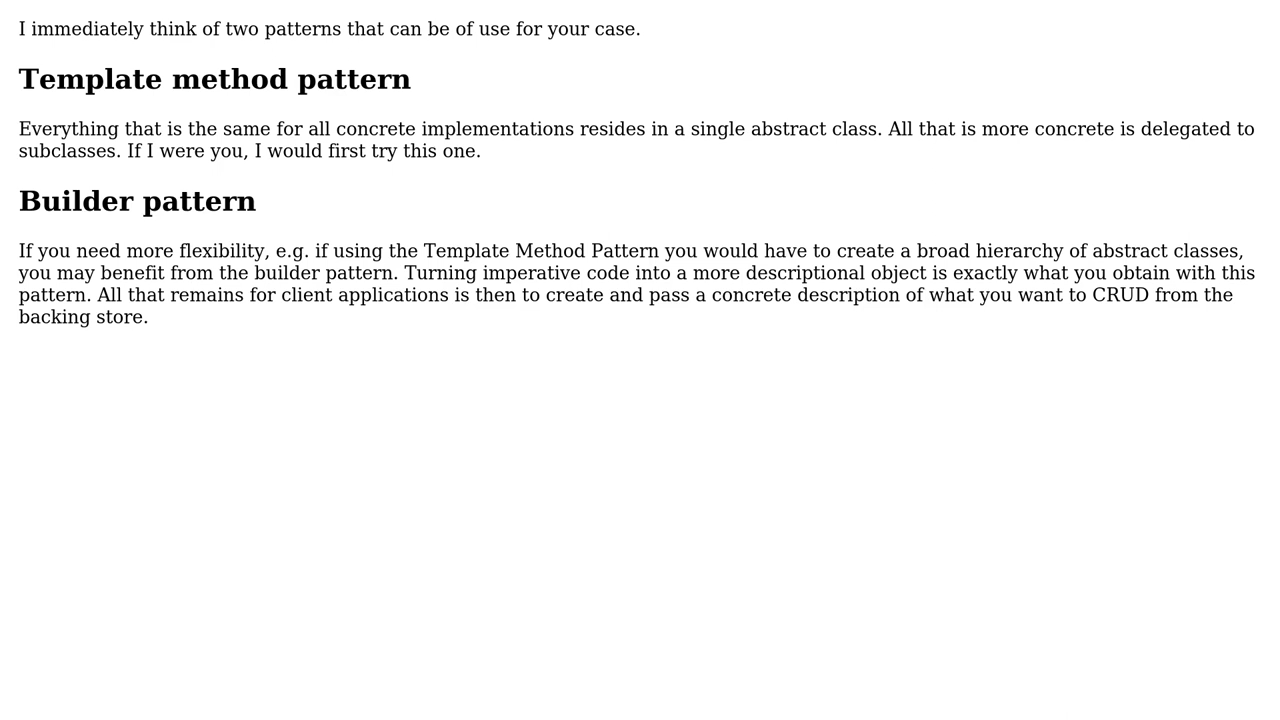 I immediately think of two patterns that can be of use for your case.
Template method pattern
Everything that is the same for all concrete implementations resides in a single abstract class. All that is more concrete is delegated to
subclasses. If I were you, I would first try this one.
Builder pattern
If you need more flexibility, e.g. if using the Template Method Pattern you would have to create a broad hierarchy of abstract classes,
you may benefit from the builder pattern. Turning imperative code into a more descriptional object is exactly what you obtain with this
pattern. All that remains for client applications is then to create and pass a concrete description of what you want to CRUD from the
backing store.